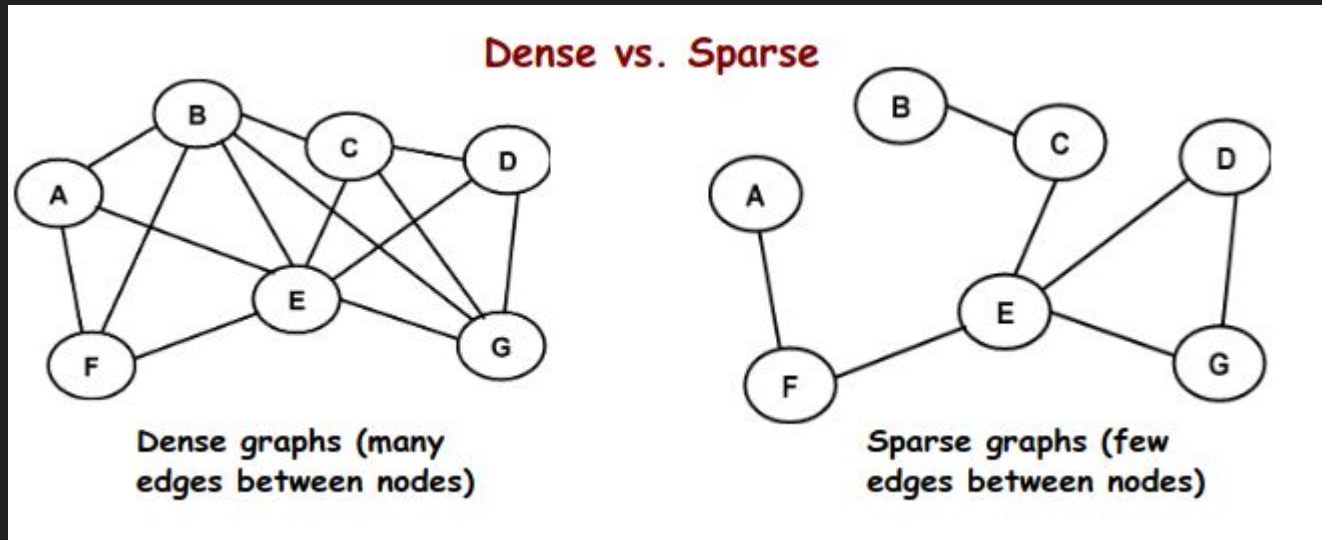 Dense vs. Sparse
B
C
D
A
E
F
G
Dense graphs (many
edges between nodes)
B
C
D
A
E
F
G
Sparse graphs (few
edges between nodes)